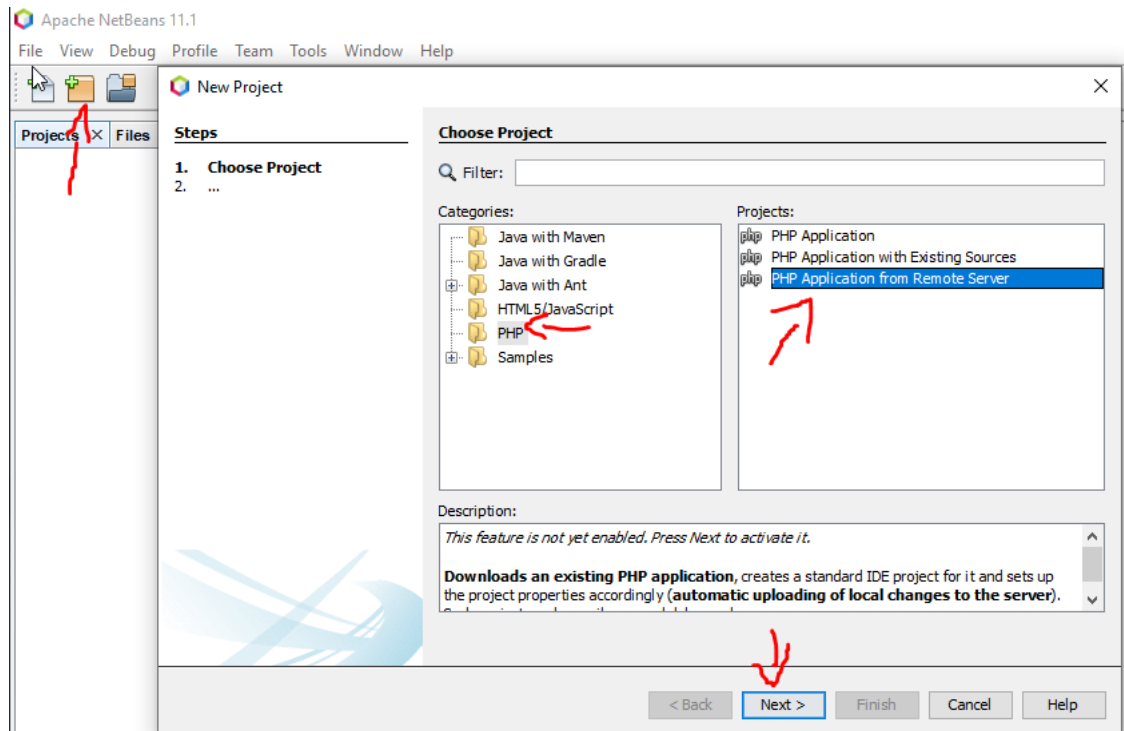 Apache NetBeans 11.1
File View Debug Profile Team Tools Window Help
New Project
Projects Files
Steps
1. Choose Project
2. ...
Choose Project
Filter:
Categories:
Java with Maven
Java with Gradle
Java with Ant
HTML5/JavaScript
PHP
Samples
Projects:
php PHP Application
php PHP Application with Existing Sources
php PHP Application from Remote Server
Description:
This feature is not yet enabled. Press Next to activate it.
Downloads an existing PHP application, creates a standard IDE project for it and sets up
the project properties accordingly (automatic uploading of local changes to the server).
< Back Next > Finish Cancel Help